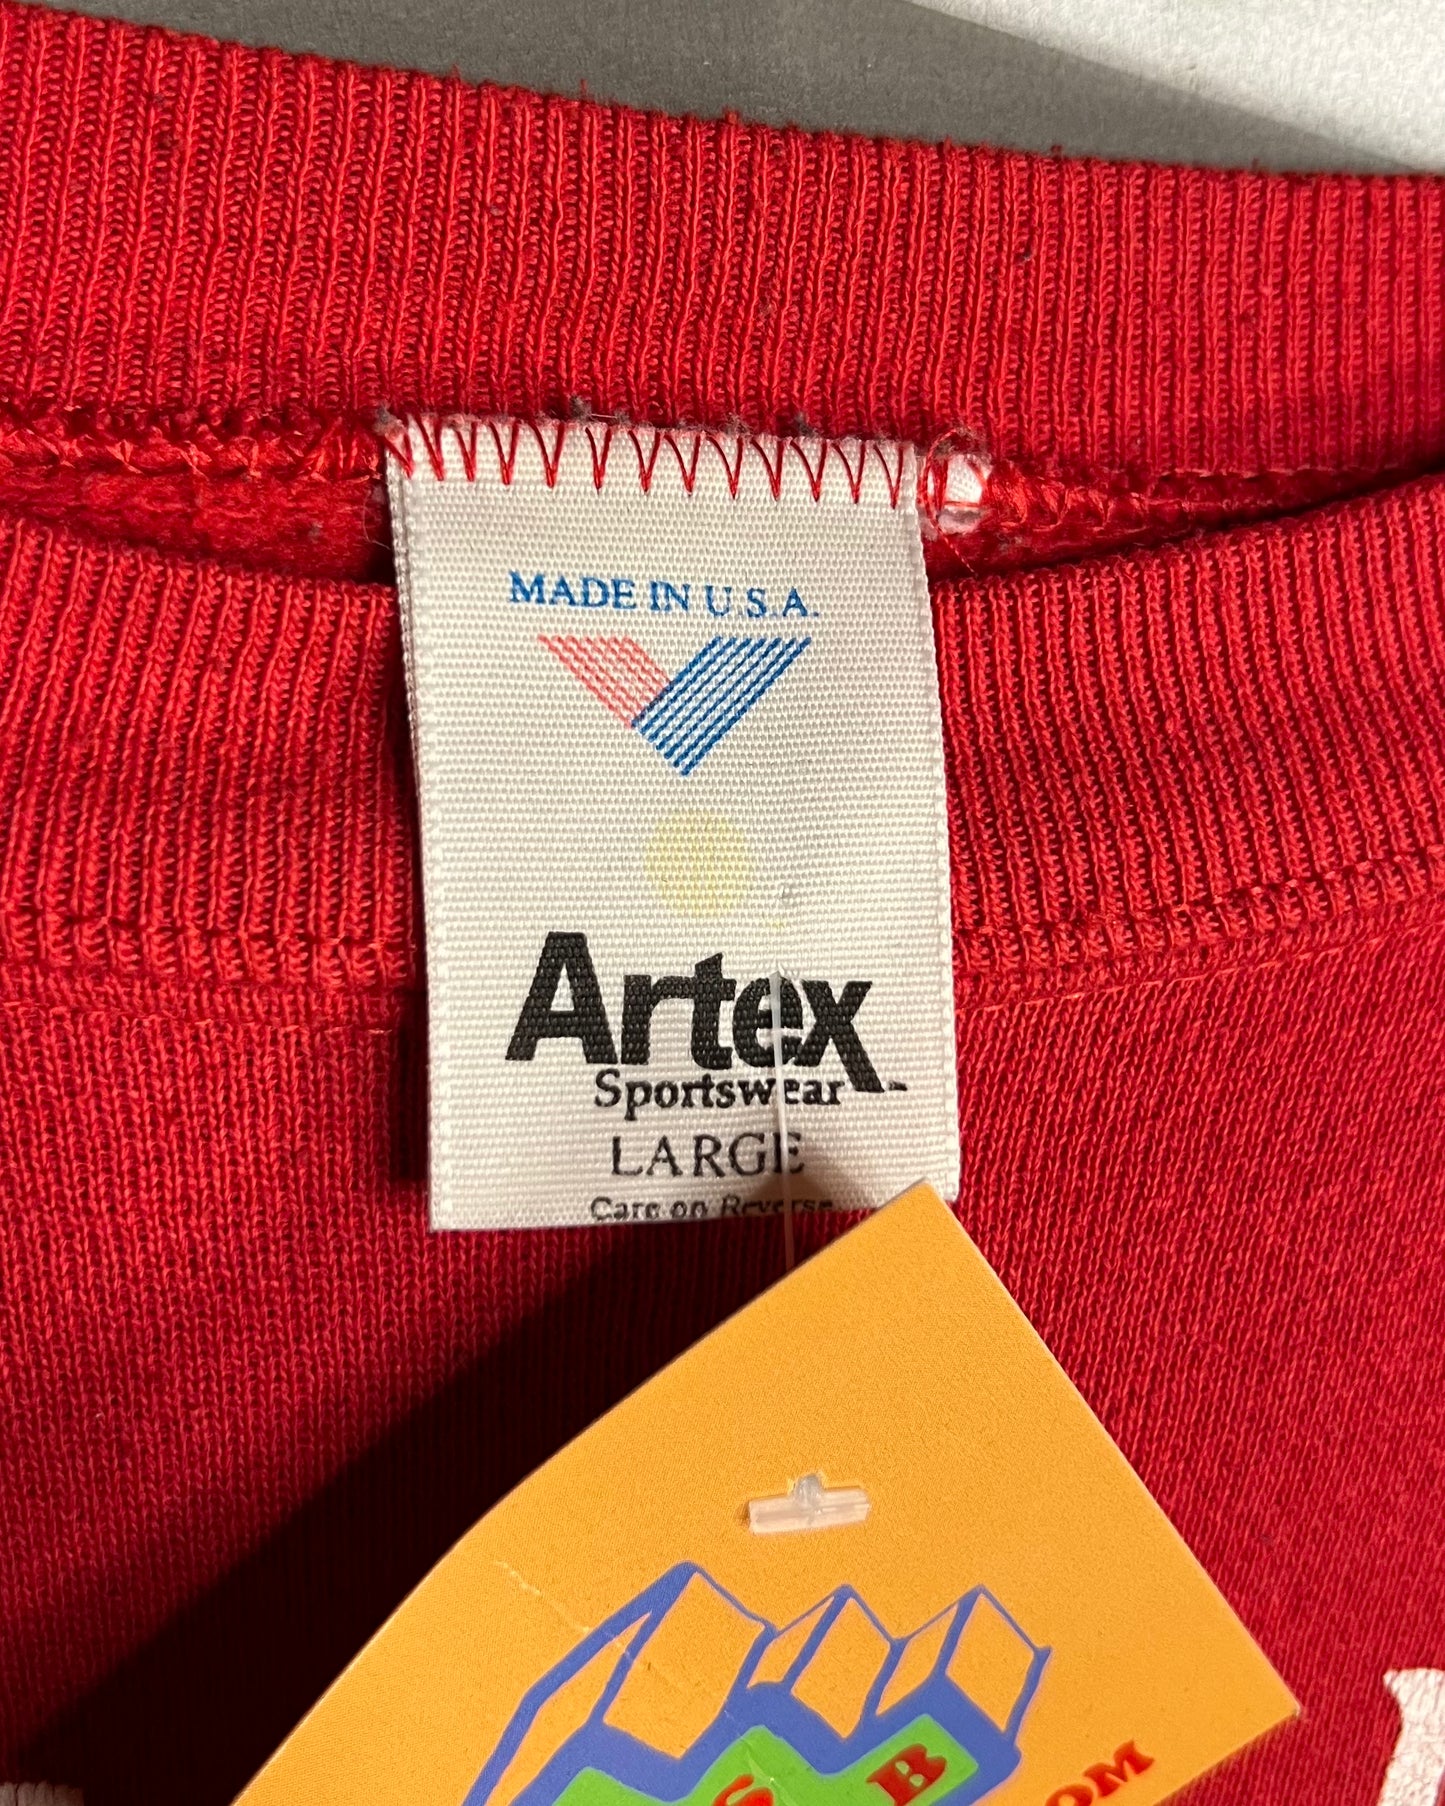 MADE IN U.S.A.
Artex
Sportswear
LARGE
Care on Reverse
B